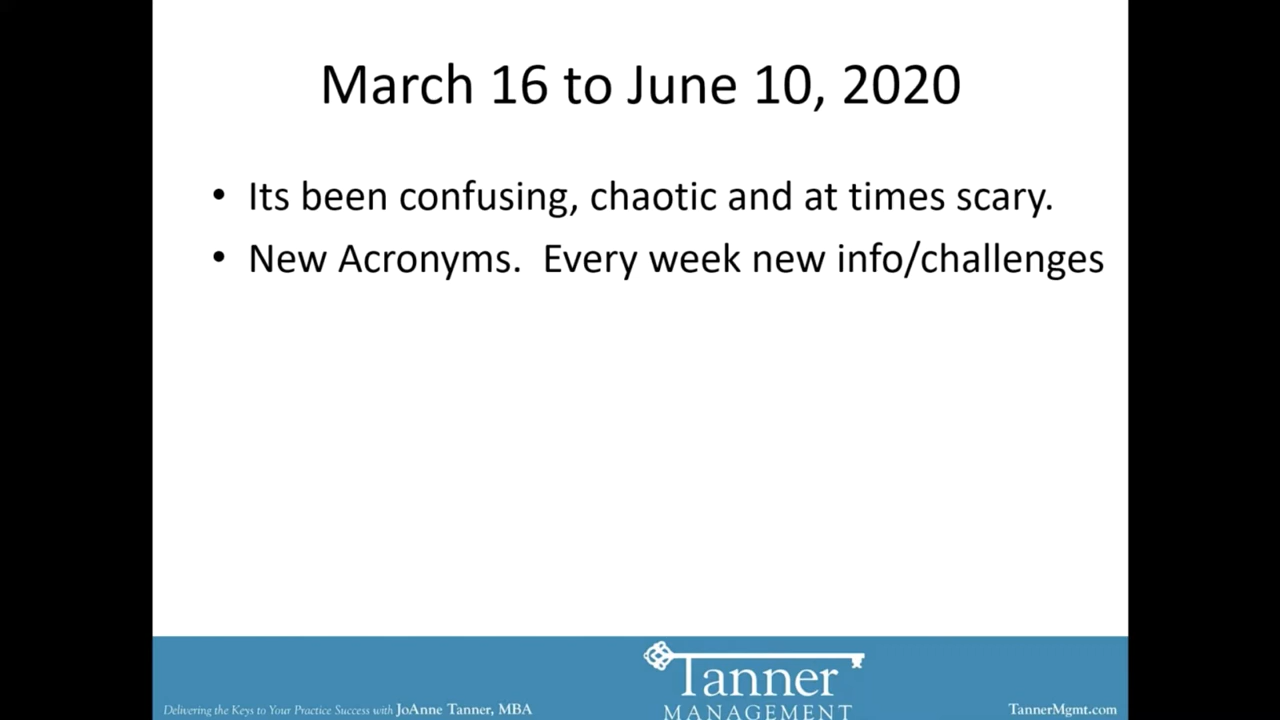 March 16 to June 10, 2020
• Its been confusing, chaotic and at times scary.
• New Acronyms.  Every week new info/challenges
Tanner
MANAGEMENT
Delivering the Keys to Your Practice Success with JoAnne Tanner, MBA
TannerMgmt.com